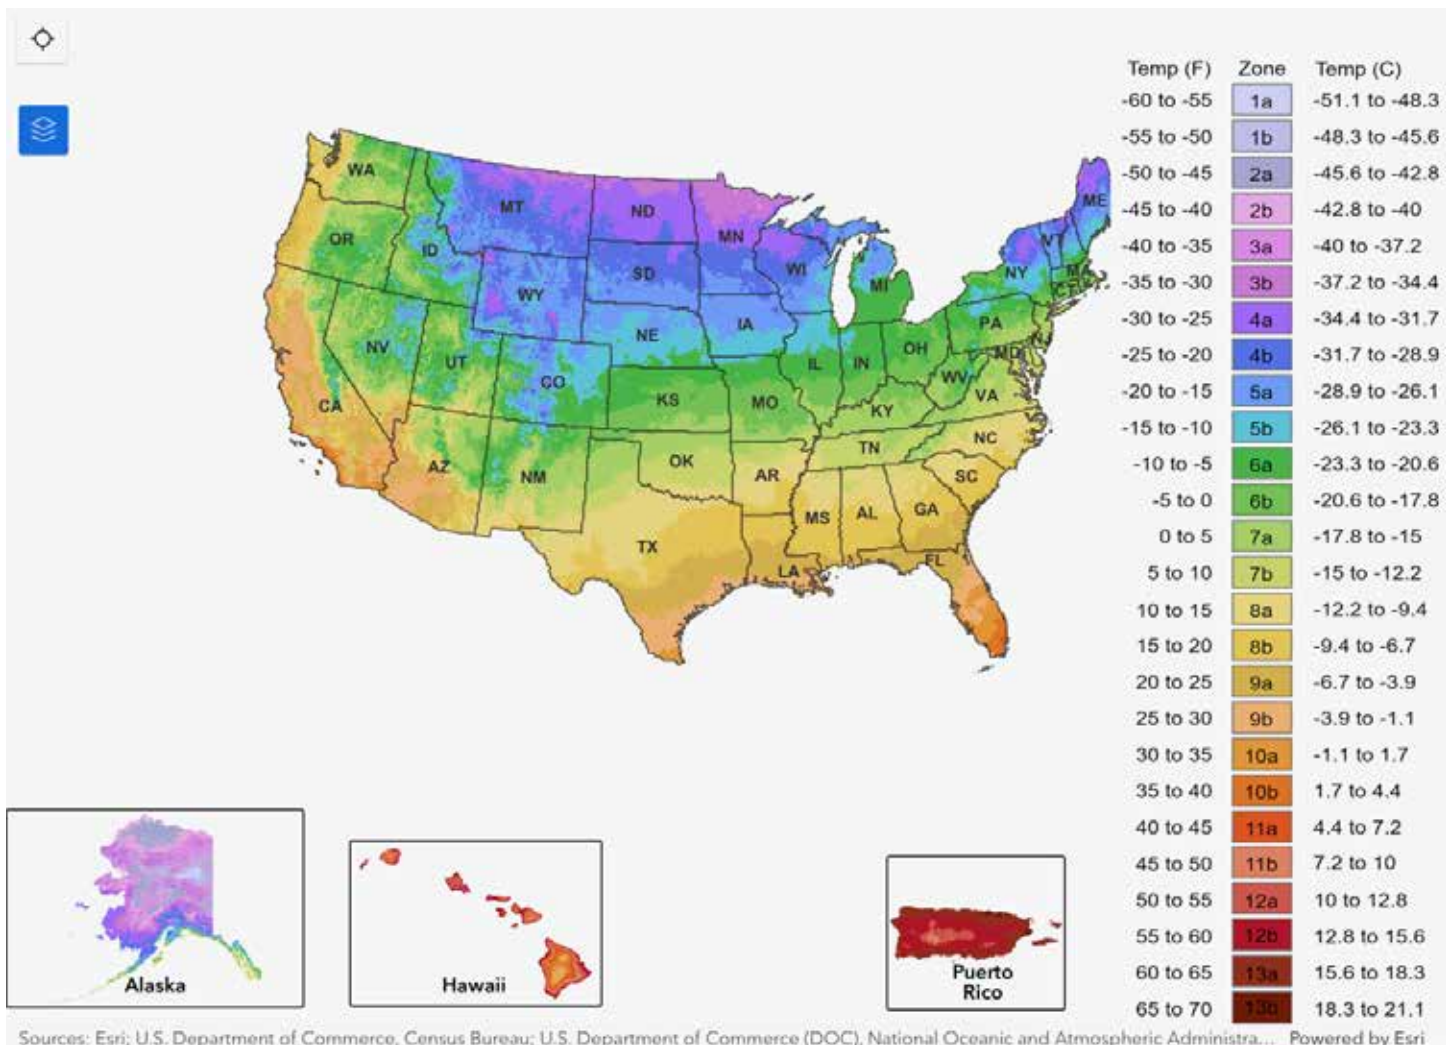 Temp (F) Zone Temp (C)
-60 to -55 1a -51.1 to -48.3
-55 to -50 1b -48.3 to -45.6
-50 to -45 2a -45.6 to -42.8
-45 to -40 2b -42.8 to -40
-40 to -35 3a -40 to -37.2
-35 to -30 3b -37.2 to -34.4
-30 to -25 4a -34.4 to -31.7
-25 to -20 4b -31.7 to -28.9
-20 to -15 5a -28.9 to -26.1
-15 to -10 5b -26.1 to -23.3
-10 to -5 6a -23.3 to -20.6
-5 to 0 6b -20.6 to -17.8
0 to 5 7a -17.8 to -15
5 to 10 7b -15 to -12.2
10 to 15 8a -12.2 to -9.4
15 to 20 8b -9.4 to -6.7
20 to 25 9a -6.7 to -3.9
25 to 30 9b -3.9 to -1.1
30 to 35 10a -1.1 to 1.7
35 to 40 10b 1.7 to 4.4
40 to 45 11a 4.4 to 7.2
45 to 50 11b 7.2 to 10
50 to 55 12a 10 to 12.8
55 to 60 12b 12.8 to 15.6
60 to 65 13a 15.6 to 18.3
65 to 70 13b 18.3 to 21.1
WA
MT
ND
MN
ME
OR
ID
SD
WI
MI
NY
VT
MA
WY
NE
IA
PA
NJ
NV
UT
CO
IL
IN
OH
MD
WV
VA
CA
KS
MO
KY
AZ
NM
OK
AR
TN
NC
SC
TX
LA
MS
AL
GA
FL
Alaska
Hawaii
Puerto
Rico
Sources: Esri; U.S. Department of Commerce, Census Bureau; U.S. Department of Commerce (DOC), National Oceanic and Atmospheric Administra... Powered by Esri